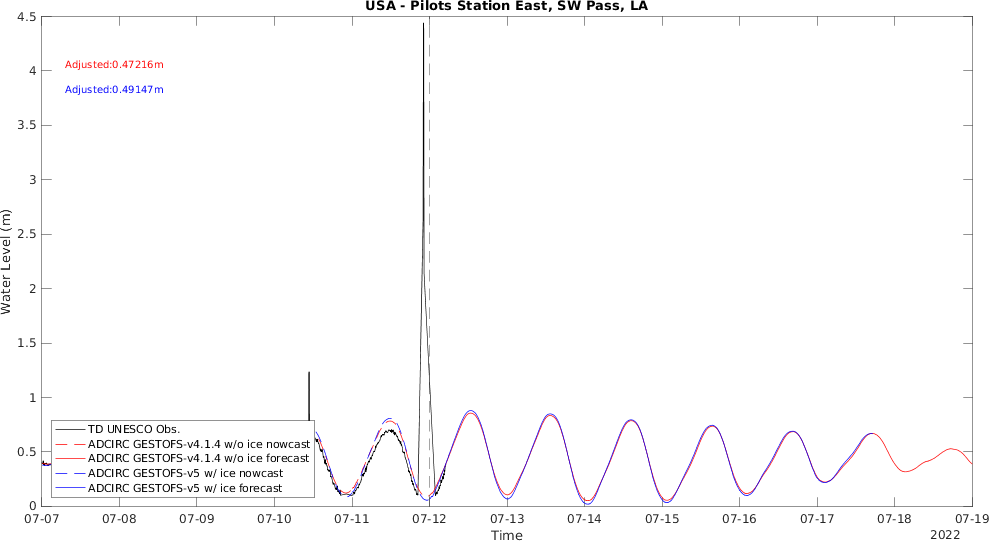 USA - Pilots Station East, SW Pass, LA
4.5
4
3.5
3
2.5
2
1.5
1
0.5
0
Water Level (m)
Adjusted:0.47216m
Adjusted:0.49147m
TD UNESCO Obs.
ADCIRC GESTOFS-v4.1.4 w/o ice nowcast
ADCIRC GESTOFS-v4.1.4 w/o ice forecast
ADCIRC GESTOFS-v5 w/ ice nowcast
ADCIRC GESTOFS-v5 w/ ice forecast
07-07 07-08 07-09 07-10 07-11 07-12 07-13 07-14 07-15 07-16 07-17 07-18 07-19
Time
2022